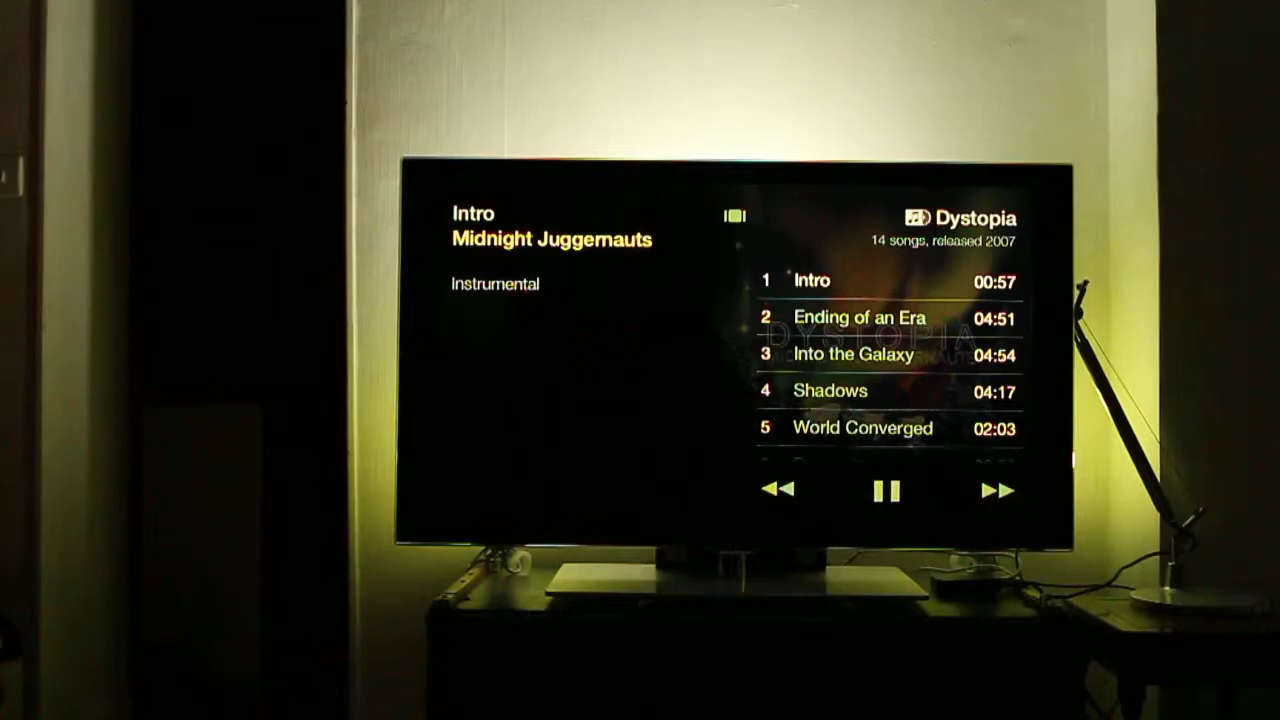 Intro
Midnight Juggernauts
Instrumental
Dystopia
14 songs, released 2007
1 Intro 00:57
2 Ending of an Era 04:51
3 Into the Galaxy 04:54
4 Shadows 04:17
5 World Converged 02:03
DYSTOPIA